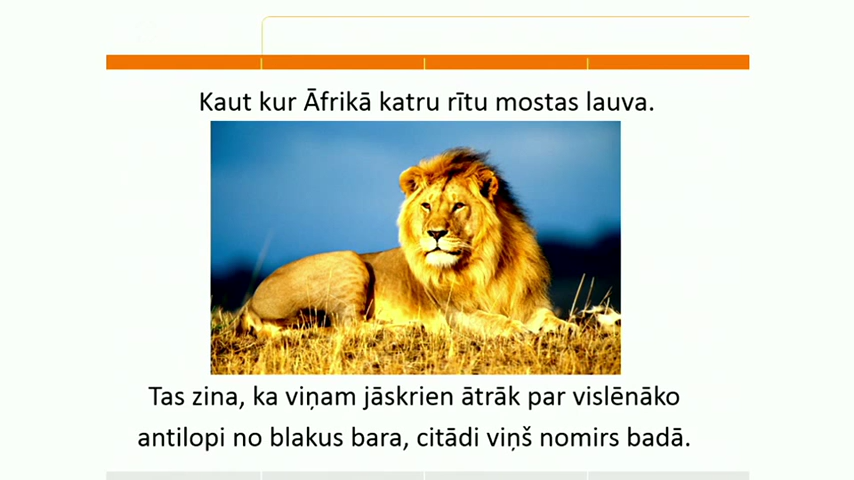 Kaut kur Āfrikā katru rītu mostas lauva.
Tas zina, ka viņam jāskrien ātrāk par vislēnāko
antilopi no blakus bara, citādi viņš nomirs badā.